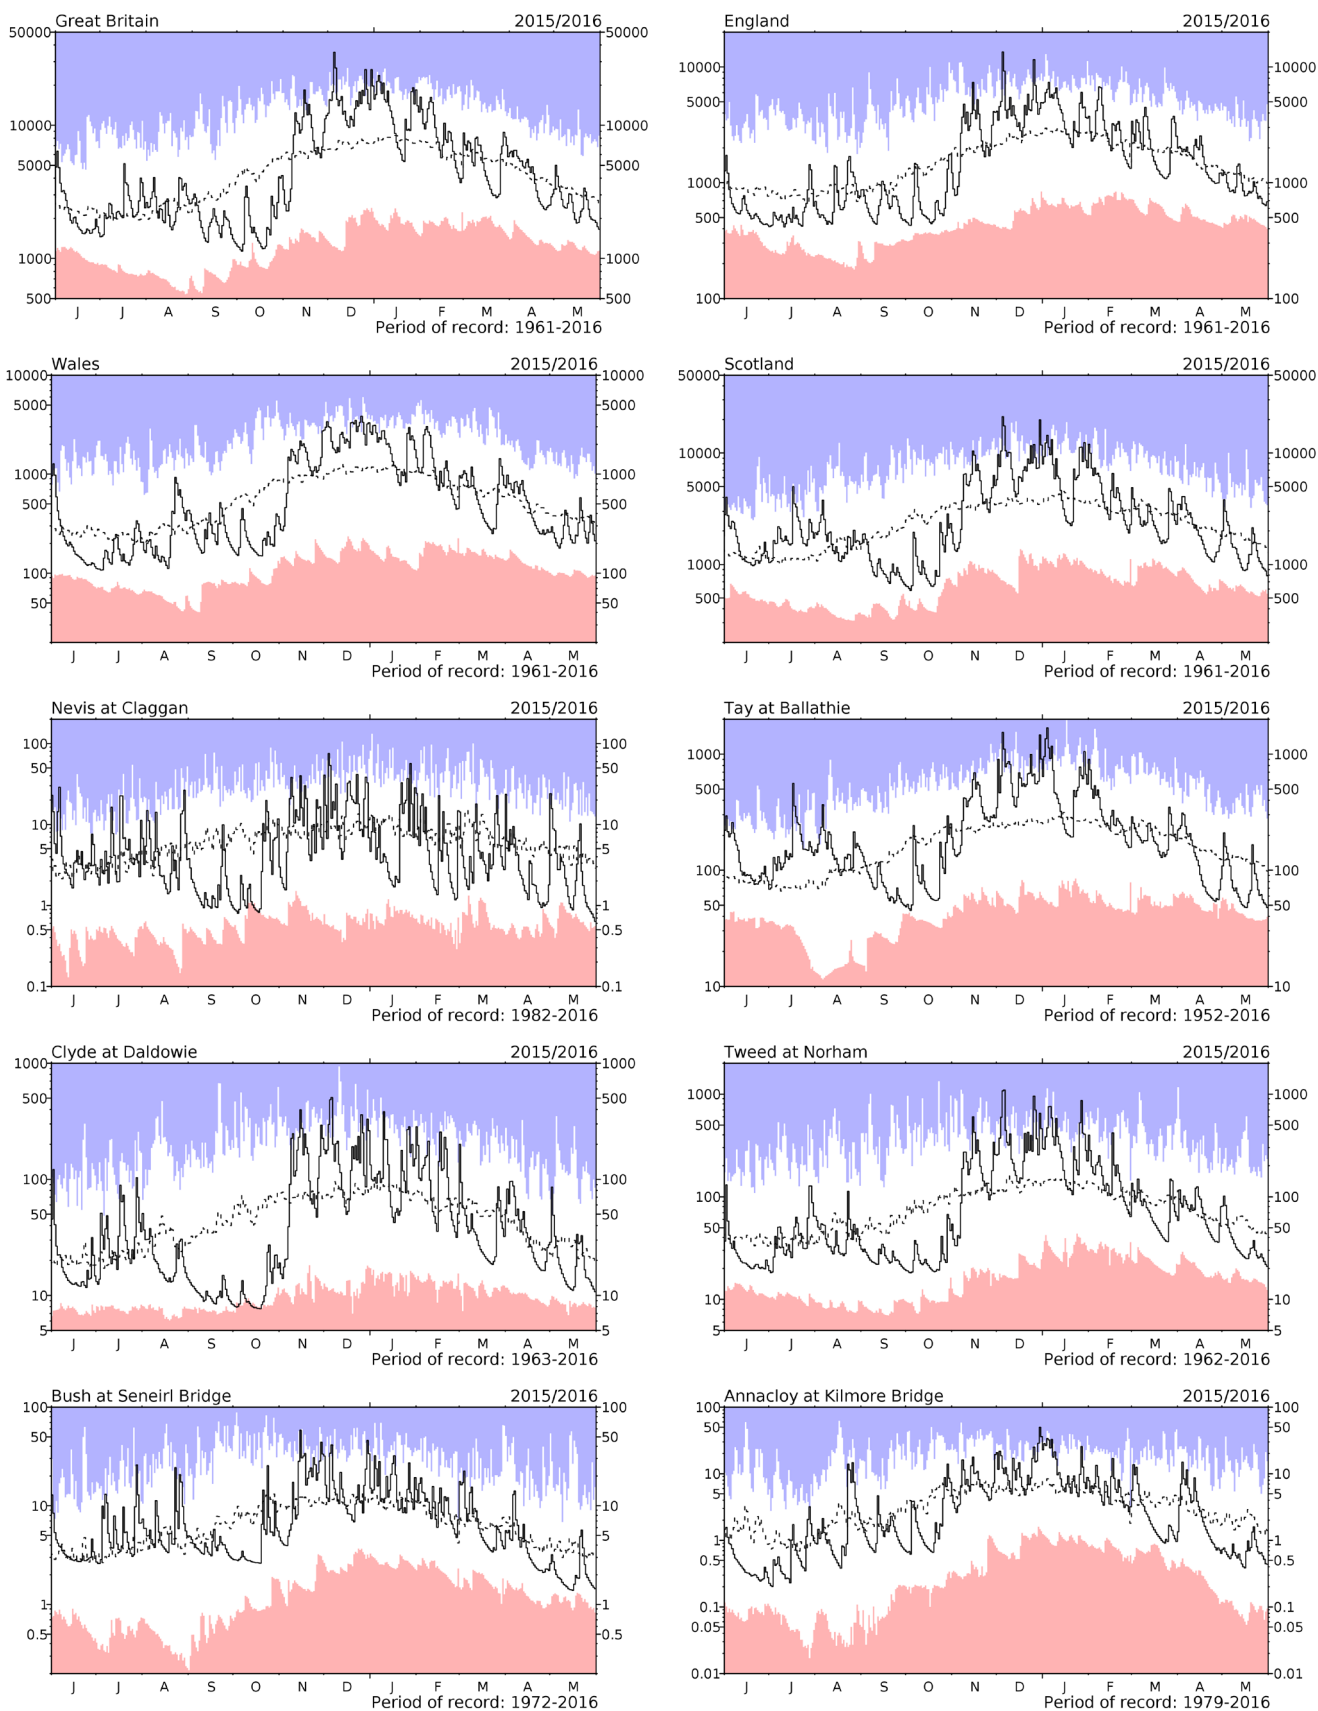 Great Britain 2015/2016 England 2015/2016
50000 50000
10000 10000 10000 10000
5000 5000 5000 5000
1000 1000 1000 1000
500 500 500 500
100 100
J J A S O N D J F M A M J J A S O N D J F M A M
Period of record: 1961-2016 Period of record: 1961-2016
Wales 2015/2016 Scotland 2015/2016
10000 10000 50000 50000
5000 5000 10000 10000
1000 1000 5000 5000
500 500 1000 1000
100 100 500 500
50 50
J J A S O N D J F M A M J J A S O N D J F M A M
Period of record: 1961-2016 Period of record: 1961-2016
Nevis at Claggan 2015/2016 Tay at Ballathie 2015/2016
100 100 1000 1000
50 50 500 500
10 10 100 100
5 5 50 50
1 1
0.5 0.5
0.1 0.1 10 10
J J A S O N D J F M A M J J A S O N D J F M A M
Period of record: 1982-2016 Period of record: 1952-2016
Clyde at Daldowie 2015/2016 Tweed at Norham 2015/2016
1000 1000 1000 1000
500 500 500 500
100 100 100 100
50 50 50 50
10 10 10 10
5 5 5 5
J J A S O N D J F M A M J J A S O N D J F M A M
Period of record: 1963-2016 Period of record: 1962-2016
Bush at Seneirl Bridge 2015/2016 Annacloy at Kilmore Bridge 2015/2016
100 100 100 100
50 50 50 50
10 10 10 10
5 5 5 5
1 1 1 1
0.5 0.5 0.5 0.5
0.1 0.1
0.05 0.05
0.01 0.01
J J A S O N D J F M A M J J A S O N D J F M A M
Period of record: 1972-2016 Period of record: 1979-2016